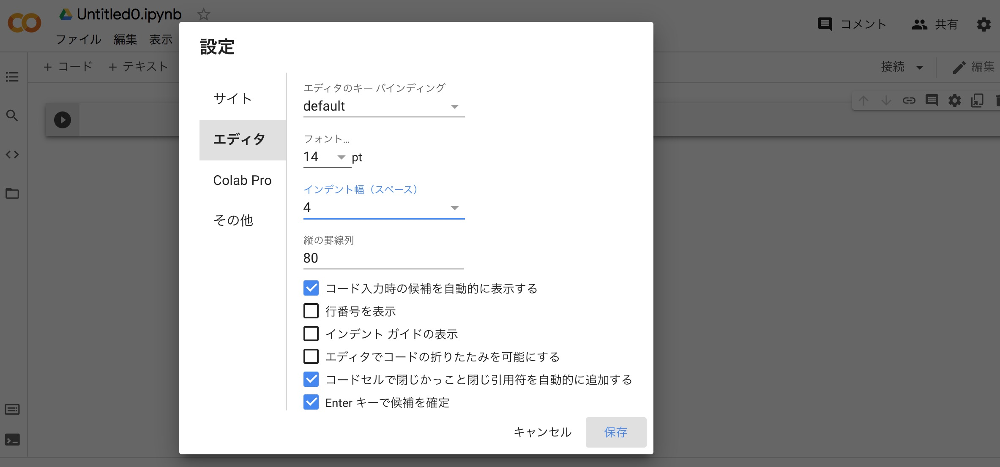 Untitled0.ipynb
ファイル 編集 表示
コメント 共有
+ コード + テキスト
接続 編集
設定
サイト
エディタ
Colab Pro
その他
エディタのキー バインディング
default
フォント...
14 pt
インデント幅（スペース）
4
縦の罫線列
80
コード入力時の候補を自動的に表示する
行番号を表示
インデント ガイドの表示
エディタでコードの折りたたみを可能にする
コードセルで閉じかっこと閉じ引用符を自動的に追加する
Enter キーで候補を確定
キャンセル 保存